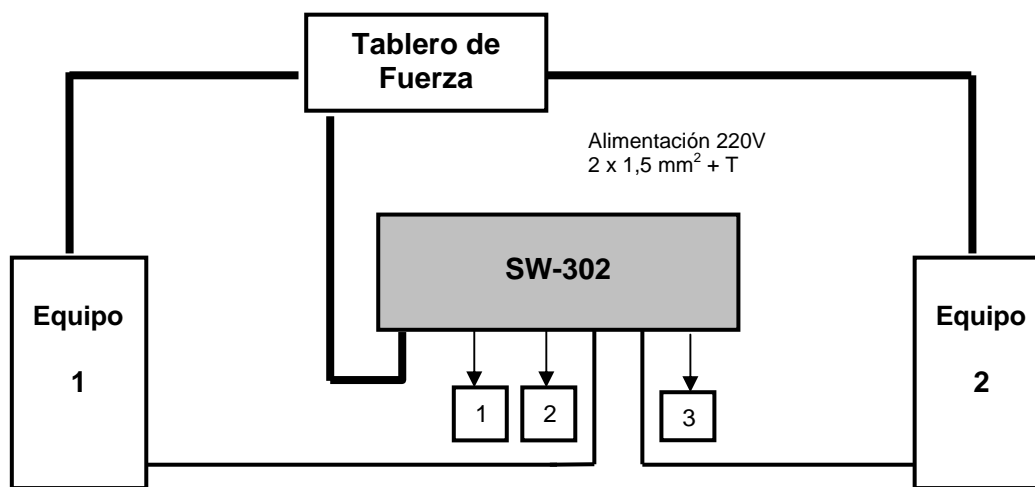 Tablero de
Fuerza
Alimentación 220V
2 x 1,5 mm² + T
SW-302
Equipo
1
Equipo
2
1
2
3